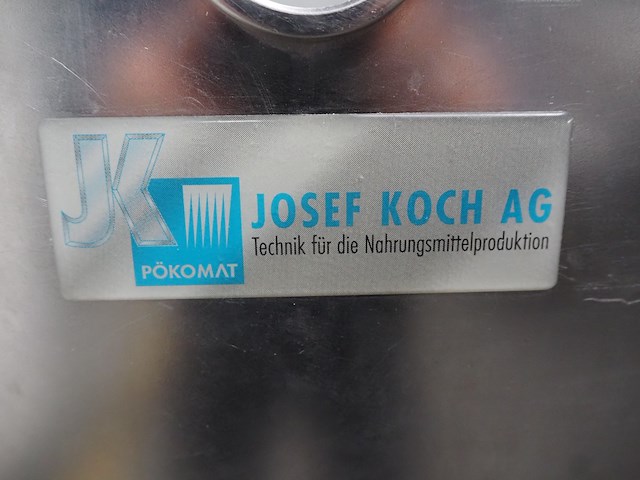 JK
PÖKOMAT
JOSEF KOCH AG
Technik für die Nahrungsmittelproduktion